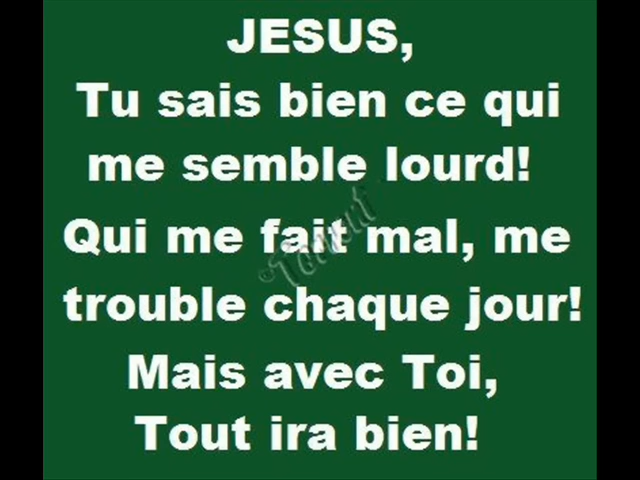 JESUS,
Tu sais bien ce qui
me semble lourd!
Qui me fait mal, me
trouble chaque jour!
Mais avec Toi,
Tout ira bien!